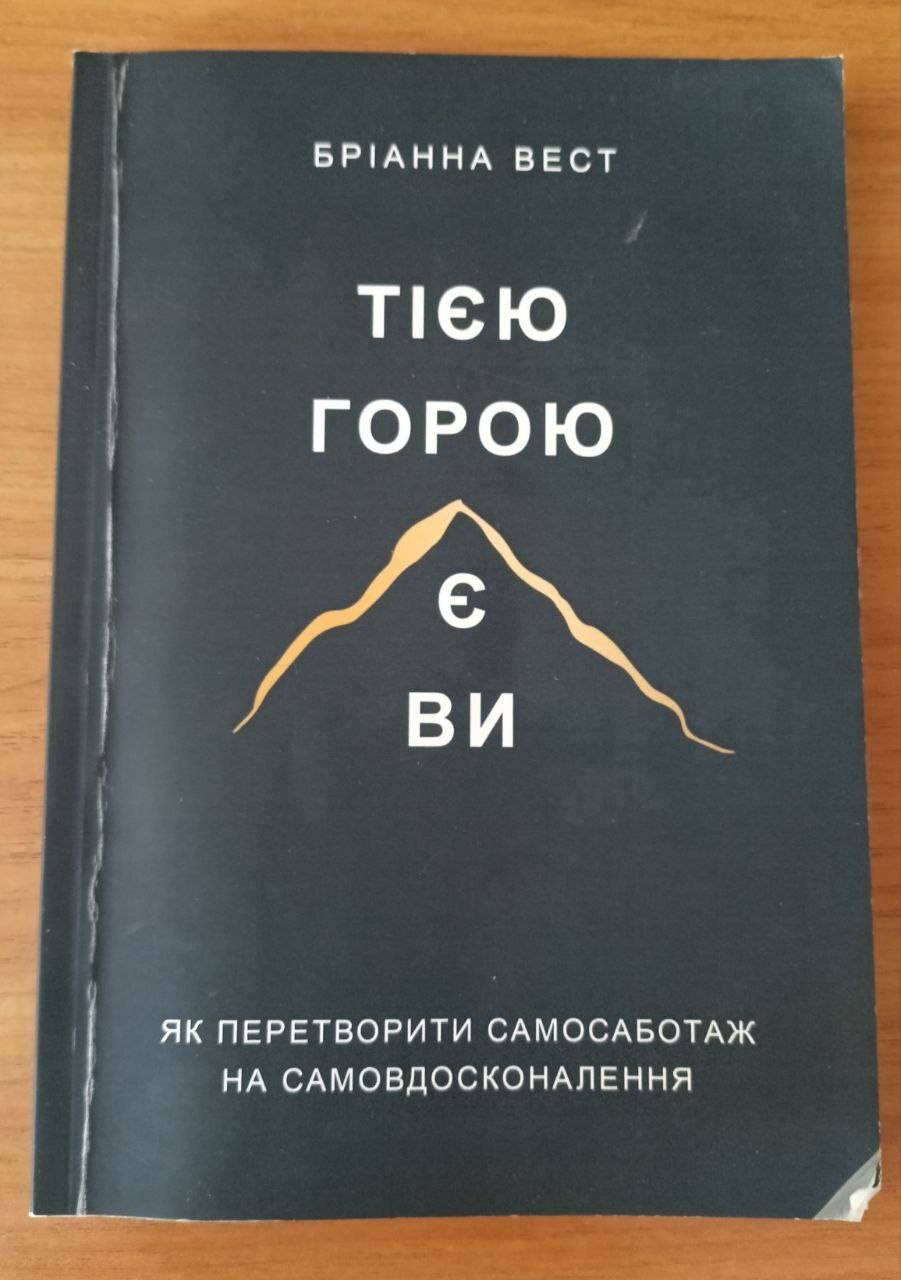 БРІАННА ВЕСТ
ТІЄЮ
ГОРОЮ
Є
ВИ
ЯК ПЕРЕТВОРИТИ САМОСАБОТАЖ
НА САМОВДОСКОНАЛЕННЯ